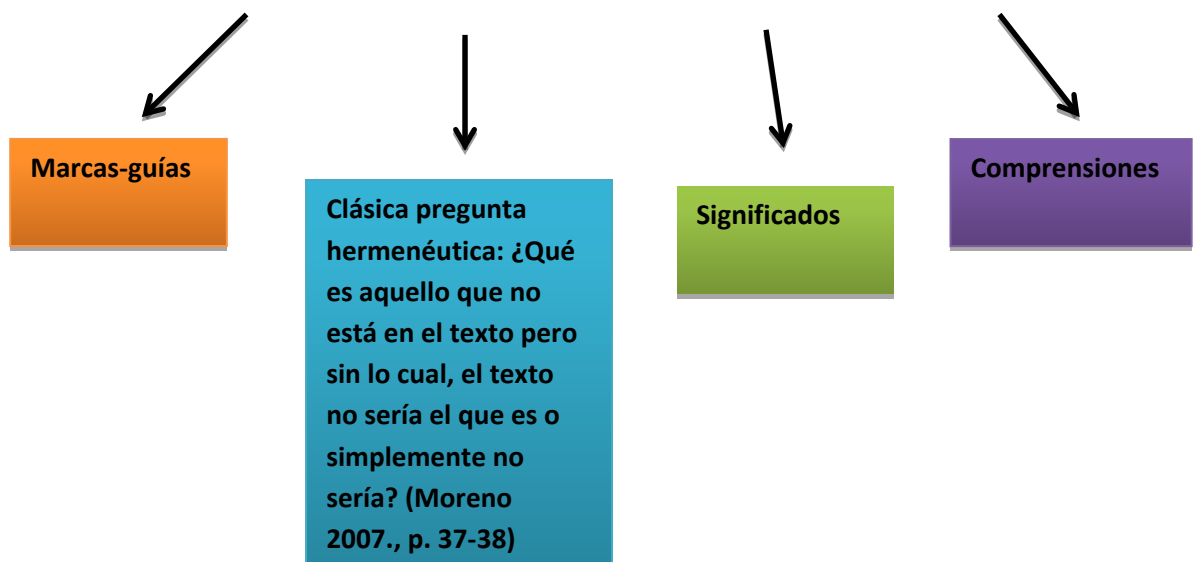 Marcas-guías
Clásica pregunta
hermenéutica: ¿Qué
es aquello que no
está en el texto pero
sin lo cual, el texto
no sería el que es o
simplemente no
sería? (Moreno
2007., p. 37-38)
Significados
Comprensiones